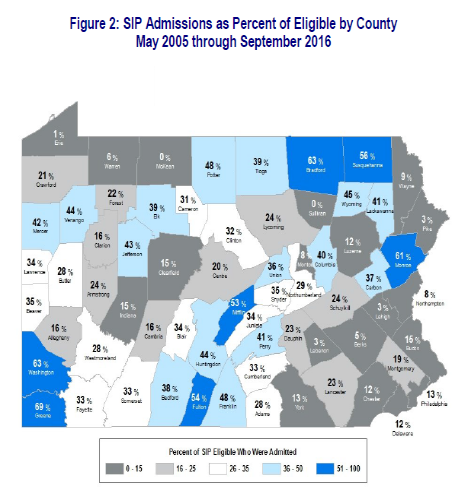 Figure 2: SIP Admissions as Percent of Eligible by County
May 2005 through September 2016
1 %
Erie
6 %
Warren
0 %
McKean
48 %
Potter
39 %
Tioga
63 %
Bradford
56 %
Susquehanna
9 %
Wayne
21 %
Crawford
22 %
Forest
39 %
Elk
31 %
Cameron
46 %
Wyoming
41 %
Lackawanna
3 %
Pike
42 %
Mercer
44 %
Venango
16 %
Clarion
43 %
Jefferson
15 %
Clearfield
32 %
Clinton
24 %
Lycoming
0 %
Sullivan
12 %
Luzerne
61 %
Monroe
34 %
Lawrence
28 %
Butler
24 %
Armstrong
15 %
Indiana
20 %
Centre
36 %
Union
8 %
40 %
Columbia
37 %
Carbon
8 %
Northampton
35 %
Beaver
16 %
Allegheny
16 %
Cambria
34 %
Blair
53 %
34 %
Juniata
35 %
Snyder
29 %
Northumberland
24 %
Schuylkill
3 %
Lehigh
63 %
Washington
28 %
Westmoreland
44 %
Huntingdon
41 %
Perry
23 %
Dauphin
3 %
Lebanon
5 %
Berks
Bucks
19 %
Montgomery
69 %
Greene
33 %
Fayette
33 %
Somerset
38 %
Bedford
54 %
Fulton
48 %
Franklin
33 %
Cumberland
28 %
Adams
13 %
York
23 %
Lancaster
12 %
Chester
13 %
Philadelphia
12 %
Delaware
Percent of SIP Eligible Who Were Admitted
0 - 15 16 - 25 26 - 35 36 - 50 51 - 100